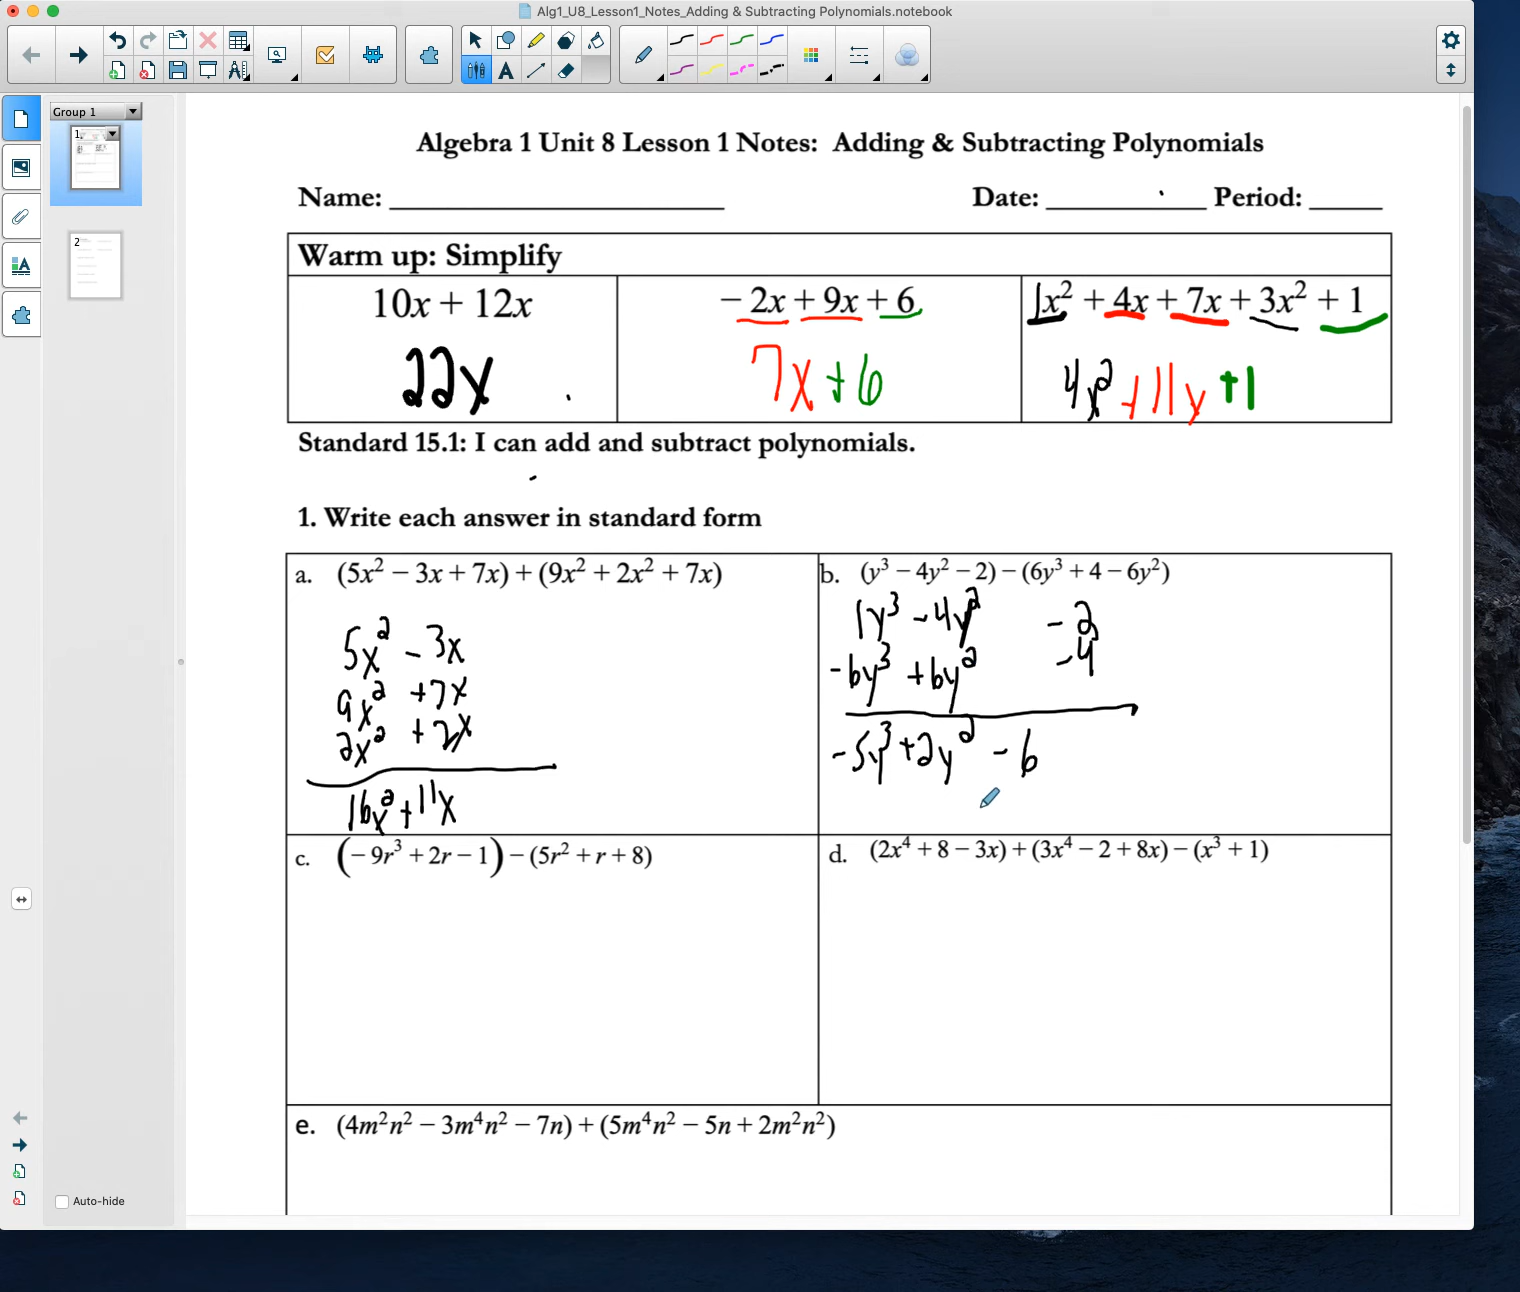 Alg1_U8_Lesson1_Notes_Adding & Subtracting Polynomials.notebook
Group 1
1
2
Auto-hide
Algebra 1 Unit 8 Lesson 1 Notes: Adding & Subtracting Polynomials
Name: ____________________ Date: __________ Period: _____
Warm up: Simplify
10x + 12x
22x
− 2x + 9x + 6
7x + 6
1x² + 4x + 7x + 3x² + 1
4x² + 11x + 1
Standard 15.1: I can add and subtract polynomials.
1. Write each answer in standard form
a. (5x² − 3x + 7x) + (9x² + 2x² + 7x)
5x² − 3x
9x² + 7x
2x² + 7x
16x² + 11x
b. (y³ − 4y² − 2) − (6y³ + 4 − 6y²)
1y³ − 4y² − 2
−6y³ + 6y² − 4
−5y³ + 2y² − 6
c. (− 9r³ + 2r − 1) − (5r² + r + 8)
d. (2x⁴ + 8 − 3x) + (3x⁴ − 2 + 8x) − (x³ + 1)
e. (4m²n² − 3m⁴n² − 7n) + (5m⁴n² − 5n + 2m²n²)